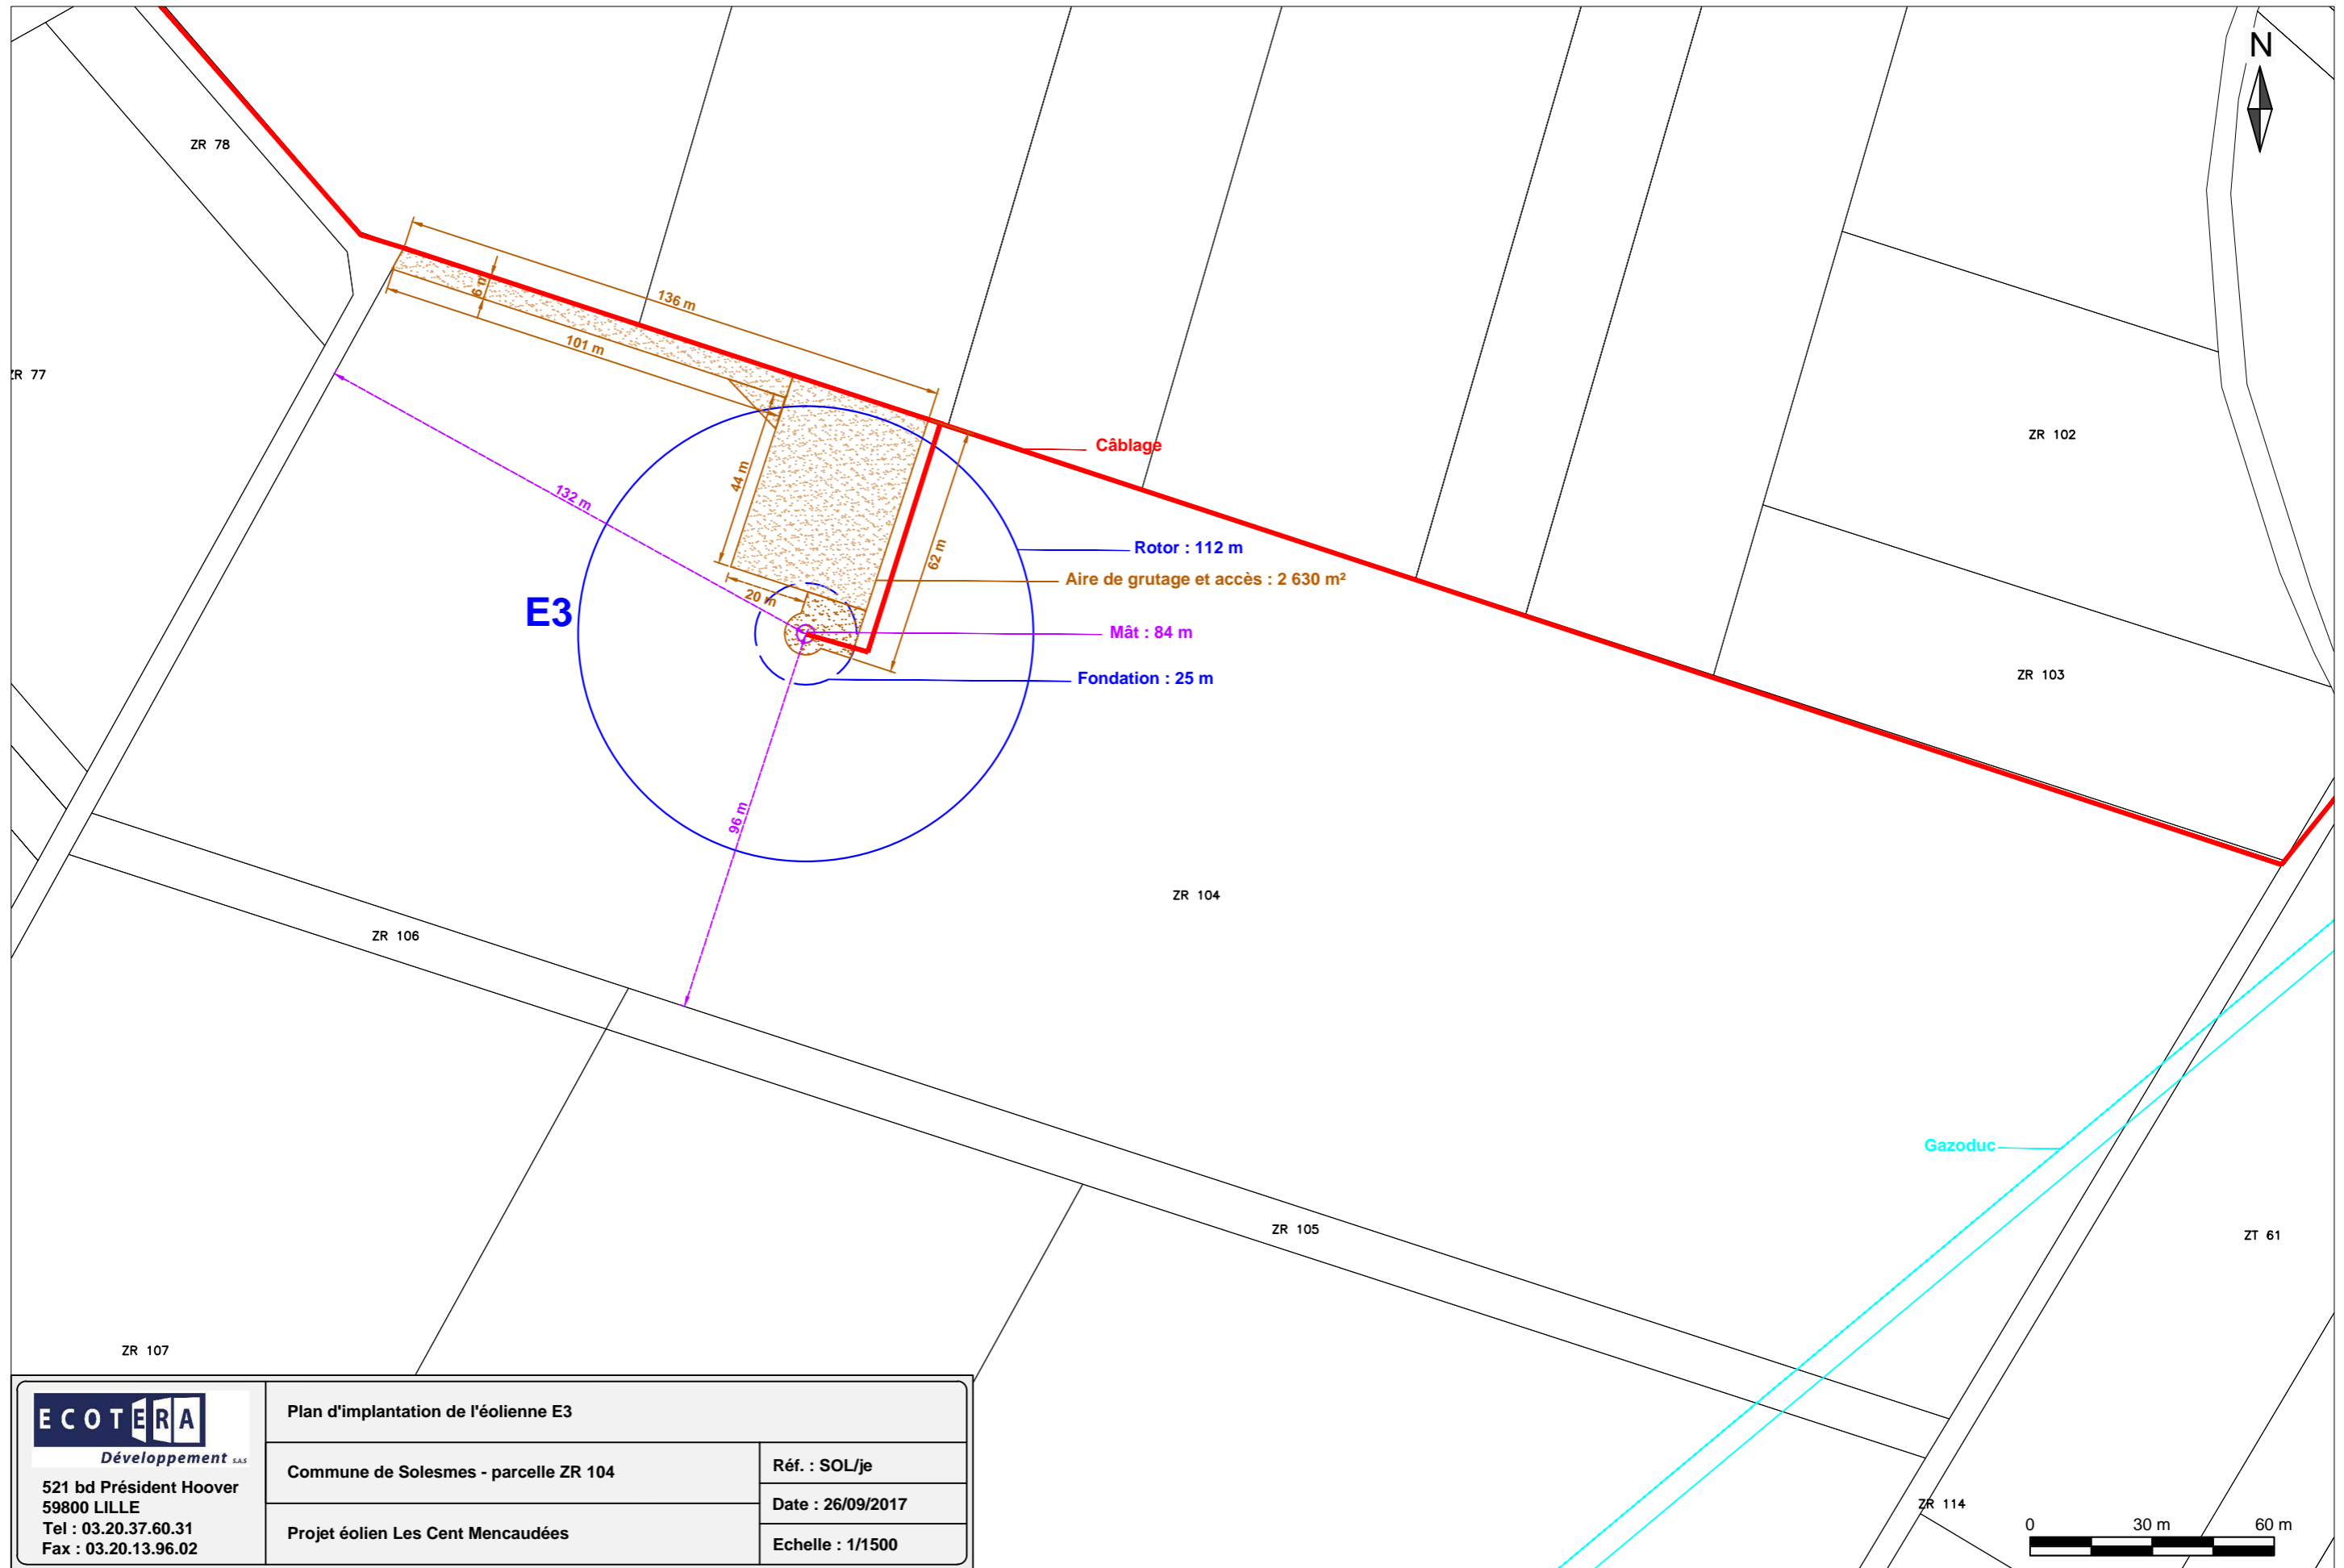 N
ZR 78
136 m
6 m
101 m
ZR 77
ZR 102
Câblage
44 m
132 m
Rotor : 112 m
62 m
Aire de grutage et accès : 2 630 m²
20 m
E3
Mât : 84 m
Fondation : 25 m
ZR 103
96 m
ZR 104
ZR 106
Gazoduc
ZR 105
ZT 61
ZR 107
ZR 114
0 30 m 60 m
ECOTERA
Développement S.A.S
521 bd Président Hoover
59800 LILLE
Tel : 03.20.37.60.31
Fax : 03.20.13.96.02
Plan d'implantation de l'éolienne E3
Commune de Solesmes - parcelle ZR 104
Projet éolien Les Cent Mencaudées
Réf. : SOL/je
Date : 26/09/2017
Echelle : 1/1500